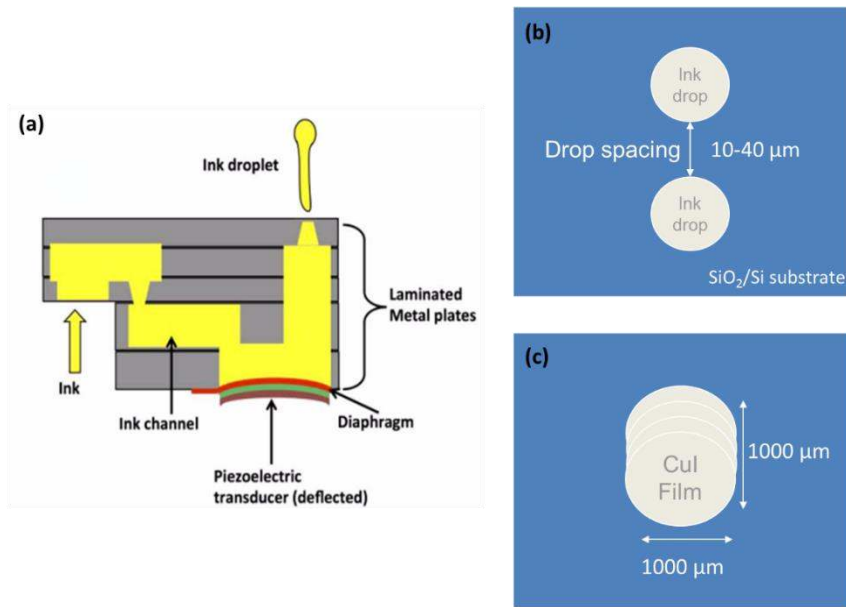 (a)
Ink droplet
Laminated
Metal plates
Ink
Ink channel
Diaphragm
Piezoelectric
transducer (deflected)
(b)
Ink
drop
Drop spacing
10-40 μm
Ink
drop
SiO₂/Si substrate
(c)
CuI
Film
1000 μm
1000 μm